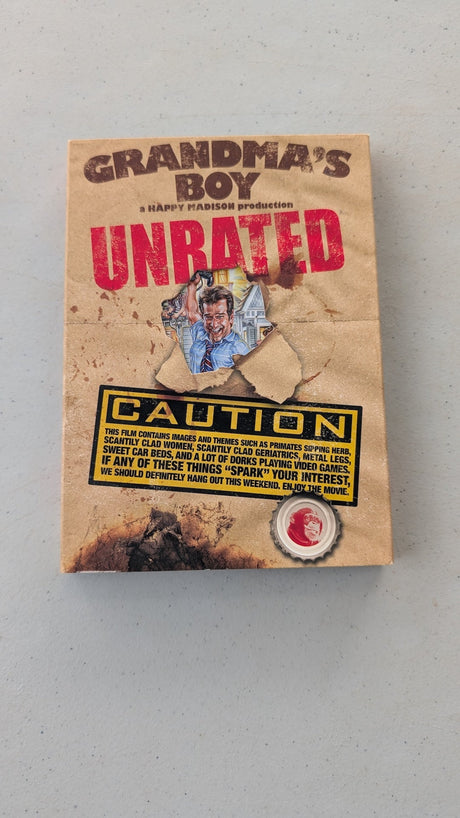 GRANDMA'S
BOY
a HAPPY MADISON production
UNRATED
CAUTION
THIS FILM CONTAINS IMAGES AND THEMES SUCH AS PRIMATES SIPPING HERB,
SCANTILY CLAD WOMEN, SCANTILY CLAD GERIATRICS, METAL LEGS,
SWEET CAR BEDS, AND A LOT OF DORKS PLAYING VIDEO GAMES.
IF ANY OF THESE THINGS "SPARK" YOUR INTEREST,
WE SHOULD DEFINITELY HANG OUT THIS WEEKEND. ENJOY THE MOVIE.